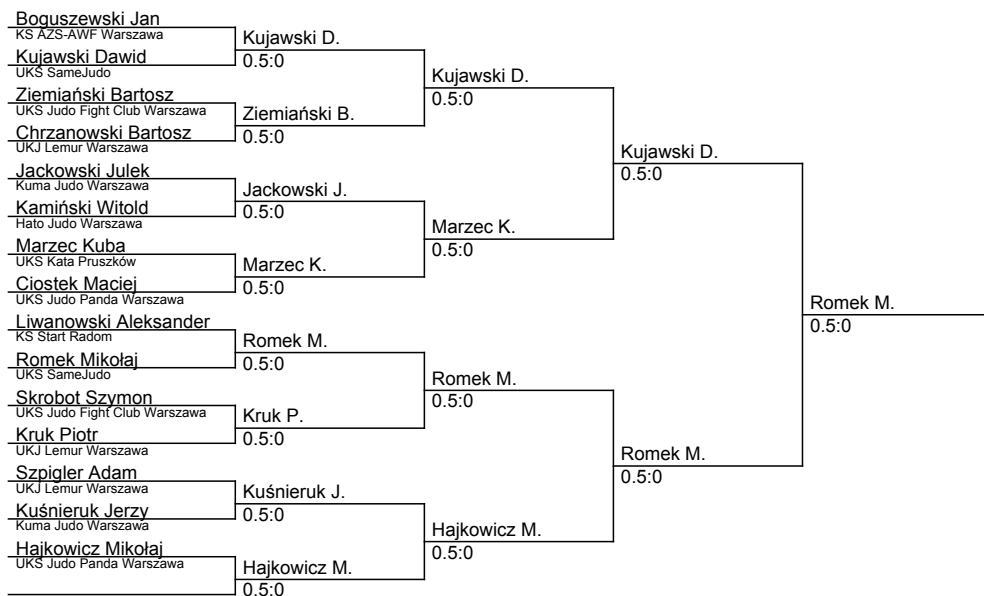 Boguszewski Jan
KS AZS-AWF Warszawa
Kujawski Dawid
UKS SameJudo
Ziemiański Bartosz
UKS Judo Fight Club Warszawa
Chrzanowski Bartosz
UKJ Lemur Warszawa
Jackowski Julek
Kuma Judo Warszawa
Kamiński Witold
Hato Judo Warszawa
Marzec Kuba
UKS Kata Pruszków
Ciostek Maciej
UKS Judo Panda Warszawa
Liwanowski Aleksander
KS Start Radom
Romek Mikołaj
UKS SameJudo
Skrobot Szymon
UKS Judo Fight Club Warszawa
Kruk Piotr
UKJ Lemur Warszawa
Szpigler Adam
UKJ Lemur Warszawa
Kuśnieruk Jerzy
Kuma Judo Warszawa
Hajkowicz Mikołaj
UKS Judo Panda Warszawa
Kujawski D.
0.5:0
Ziemiański B.
0.5:0
Jackowski J.
0.5:0
Marzec K.
0.5:0
Romek M.
0.5:0
Kruk P.
0.5:0
Kuśnieruk J.
0.5:0
Hajkowicz M.
0.5:0
Kujawski D.
0.5:0
Marzec K.
0.5:0
Romek M.
0.5:0
Hajkowicz M.
0.5:0
Kujawski D.
0.5:0
Romek M.
0.5:0
Romek M.
0.5:0